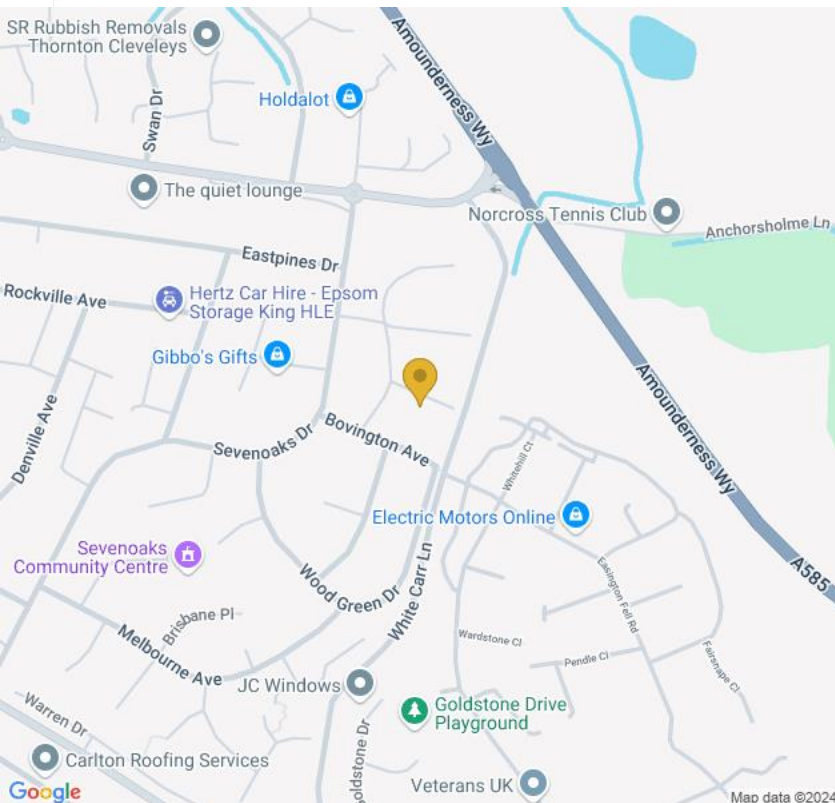 SR Rubbish Removals
Thornton Cleveleys
Amounderness Wy
Holdalot
Swan Dr
The quiet lounge
Norcross Tennis Club
Anchorsholme Ln
Eastpines Dr
Rockville Ave
Hertz Car Hire - Epsom
Storage King HLE
Gibbo's Gifts
Amounderness Wy
Denville Ave
Sevenoaks Dr
Bovington Ave
Whitehill Ct
Electric Motors Online
Sevenoaks
Community Centre
A585
Wood Green Dr
White Carr Ln
Easington Fell Rd
Brisbane Pl
Melbourne Ave
Wardstone Cl
Pendle Cl
Fairsnape Cl
JC Windows
Goldstone Drive
Playground
Warren Dr
oldstone Dr
Carlton Roofing Services
Veterans UK
Google
Map data ©2024